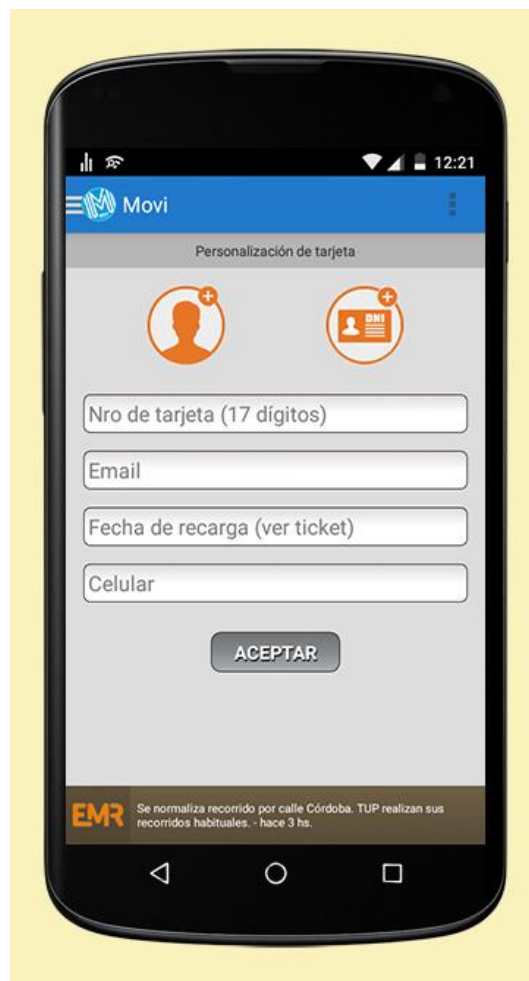 12:21
Movi
Personalización de tarjeta
DNI
Nro de tarjeta (17 dígitos)
Email
Fecha de recarga (ver ticket)
Celular
ACEPTAR
EMR
Se normaliza recorrido por calle Córdoba. TUP realizan sus
recorridos habituales. - hace 3 hs.